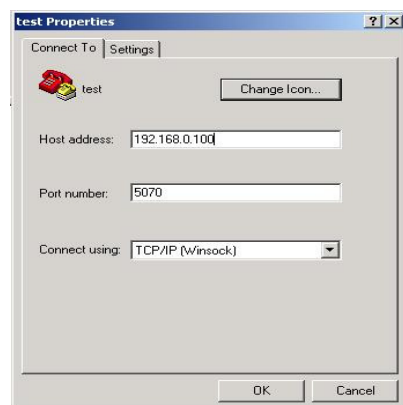 test Properties
Connect To Settings
test Change Icon...
Host address: 192.168.0.100
Port number: 5070
Connect using: TCP/IP (Winsock)
OK Cancel